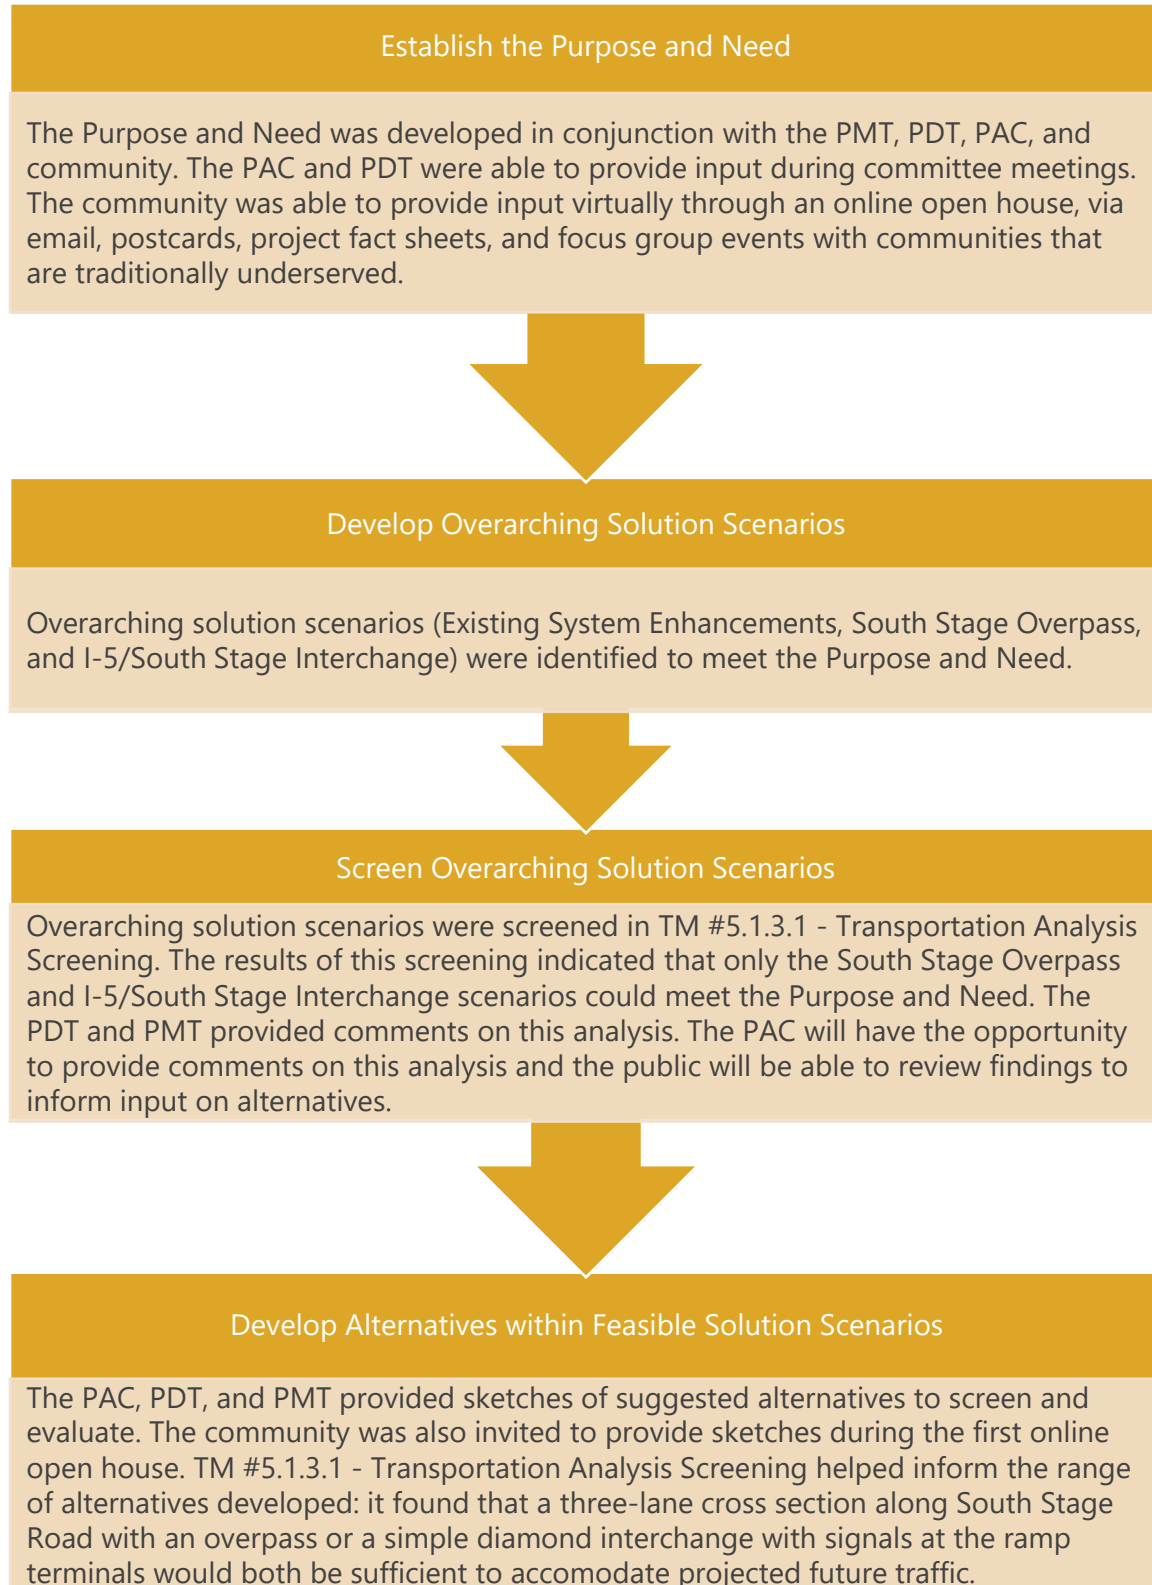 Establish the Purpose and Need
The Purpose and Need was developed in conjunction with the PMT, PDT, PAC, and
community. The PAC and PDT were able to provide input during committee meetings.
The community was able to provide input virtually through an online open house, via
email, postcards, project fact sheets, and focus group events with communities that
are traditionally underserved.
Develop Overarching Solution Scenarios
Overarching solution scenarios (Existing System Enhancements, South Stage Overpass,
and I-5/South Stage Interchange) were identified to meet the Purpose and Need.
Screen Overarching Solution Scenarios
Overarching solution scenarios were screened in TM #5.1.3.1 - Transportation Analysis
Screening. The results of this screening indicated that only the South Stage Overpass
and I-5/South Stage Interchange scenarios could meet the Purpose and Need. The
PDT and PMT provided comments on this analysis. The PAC will have the opportunity
to provide comments on this analysis and the public will be able to review findings to
inform input on alternatives.
Develop Alternatives within Feasible Solution Scenarios
The PAC, PDT, and PMT provided sketches of suggested alternatives to screen and
evaluate. The community was also invited to provide sketches during the first online
open house. TM #5.1.3.1 - Transportation Analysis Screening helped inform the range
of alternatives developed: it found that a three-lane cross section along South Stage
Road with an overpass or a simple diamond interchange with signals at the ramp
terminals would both be sufficient to accomodate projected future traffic.